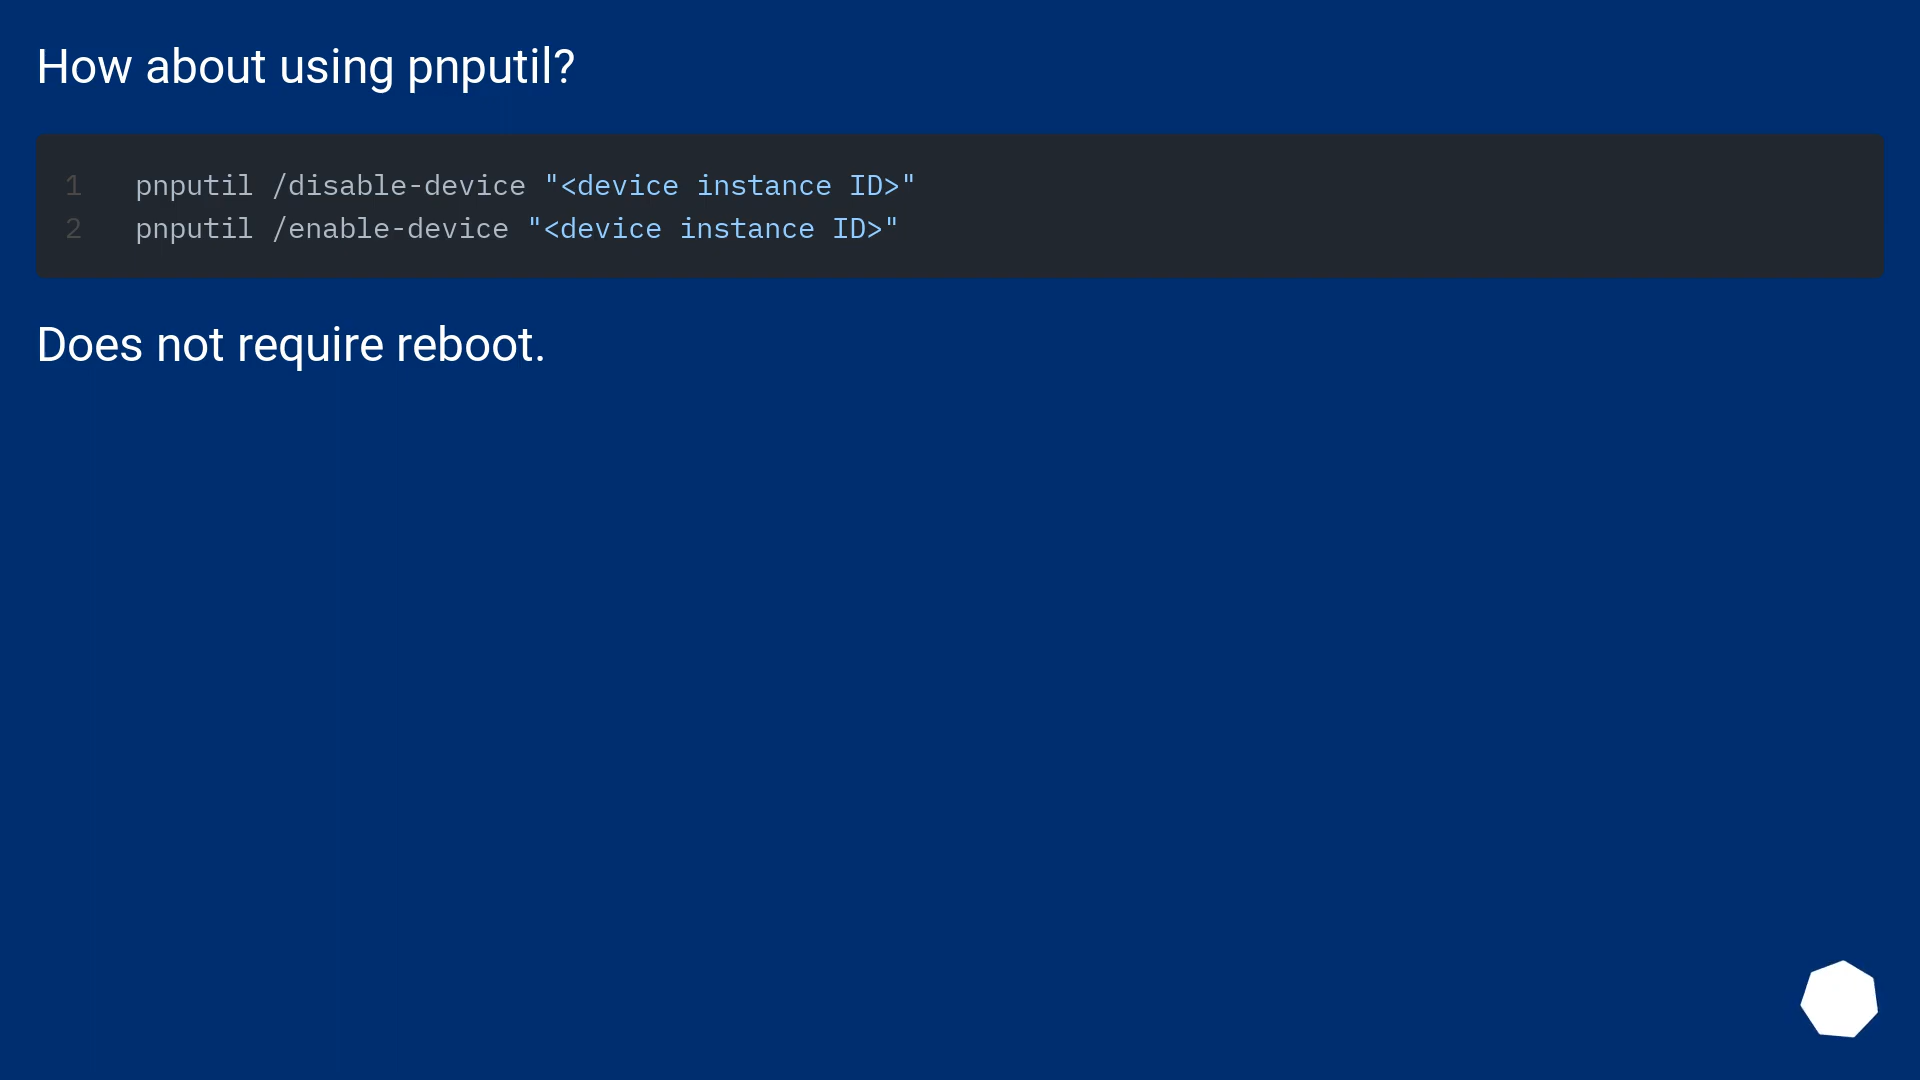 How about using pnputil?
1 pnputil /disable-device "<device instance ID>"
2 pnputil /enable-device "<device instance ID>"
Does not require reboot.